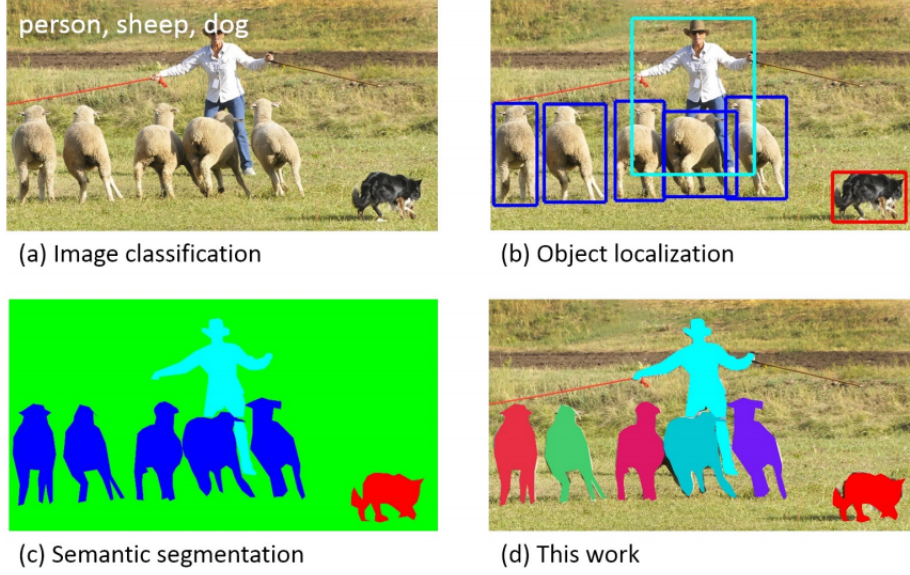 person, sheep, dog
(a) Image classification
(b) Object localization
(c) Semantic segmentation
(d) This work